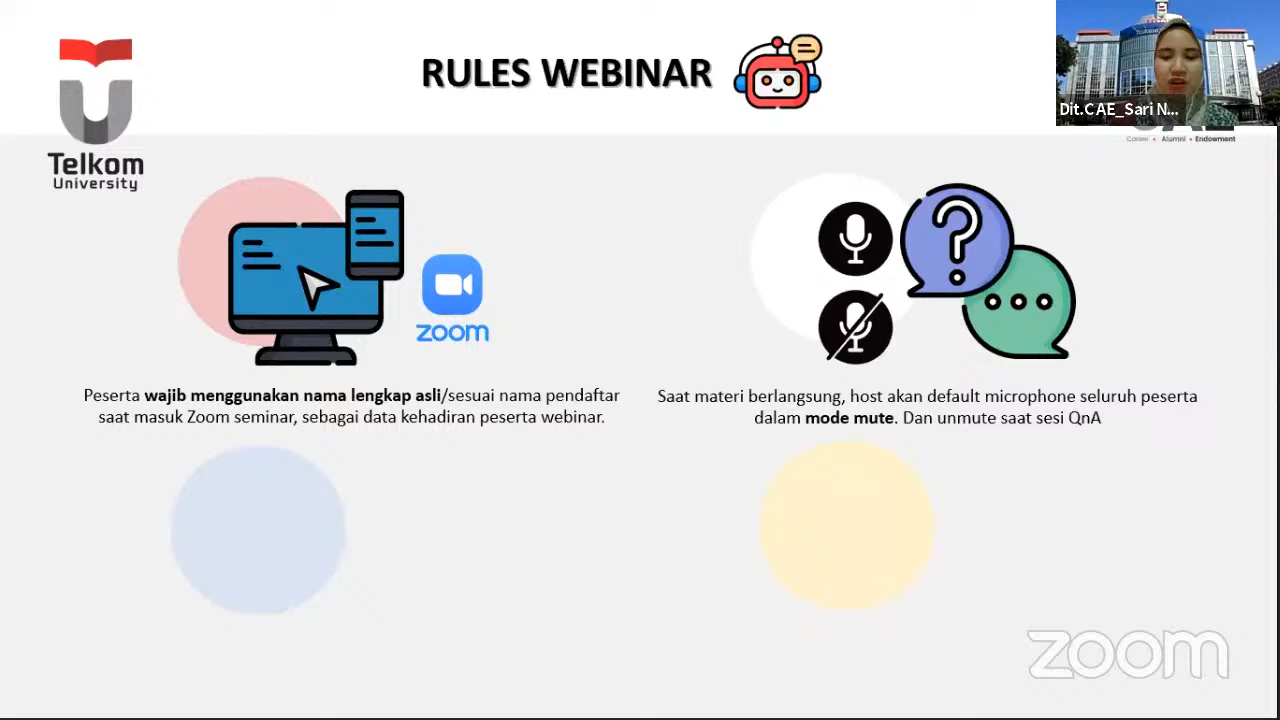 RULES WEBINAR
Telkom
University
Dit.CAE_Sari N...
Career • Alumni • Endowment
zoom
Peserta wajib menggunakan nama lengkap asli/sesuai nama pendaftar
saat masuk Zoom seminar, sebagai data kehadiran peserta webinar.
Saat materi berlangsung, host akan default microphone seluruh peserta
dalam mode mute. Dan unmute saat sesi QnA
zoom